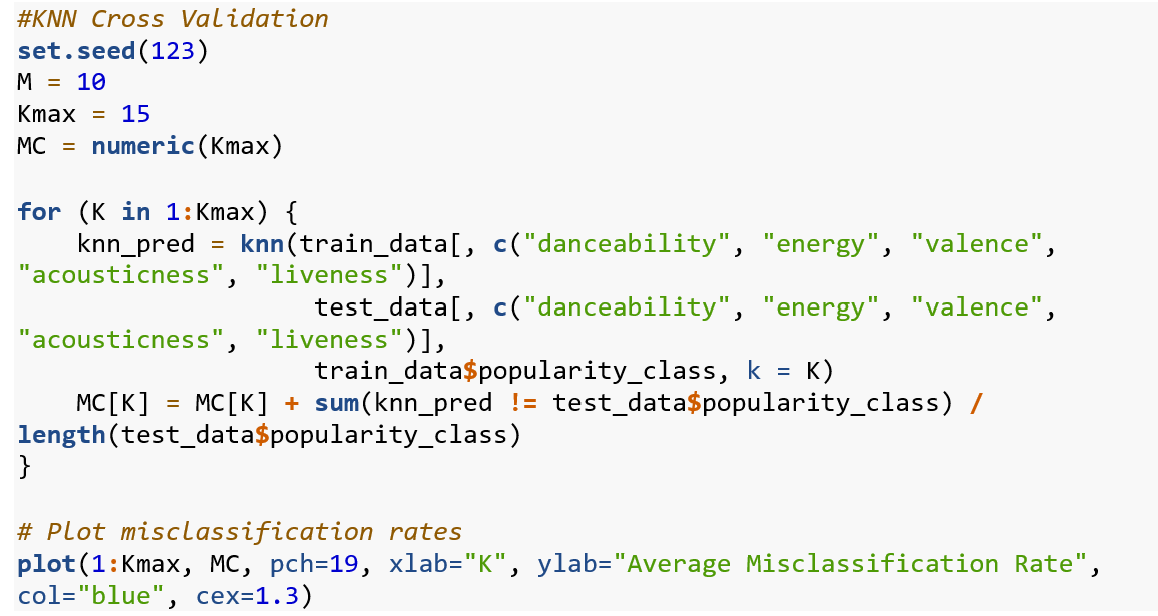 #KNN Cross Validation
set.seed(123)
M = 10
Kmax = 15
MC = numeric(Kmax)

for (K in 1:Kmax) {
    knn_pred = knn(train_data[, c("danceability", "energy", "valence",
"acousticness", "liveness")],
                    test_data[, c("danceability", "energy", "valence",
"acousticness", "liveness")],
                    train_data$popularity_class, k = K)
    MC[K] = MC[K] + sum(knn_pred != test_data$popularity_class) /
length(test_data$popularity_class)
}

# Plot misclassification rates
plot(1:Kmax, MC, pch=19, xlab="K", ylab="Average Misclassification Rate",
col="blue", cex=1.3)